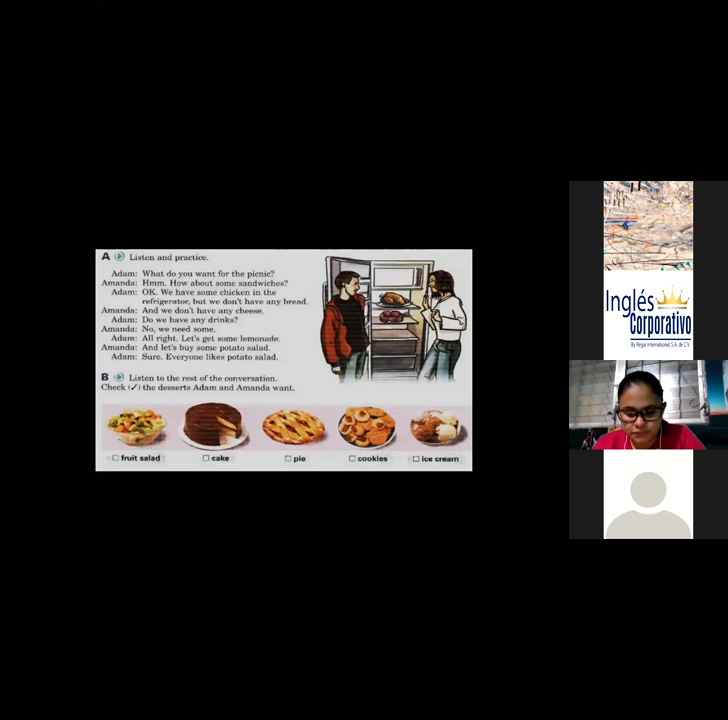 A Listen and practice.
Adam: What do you want for the picnic?
Amanda: Hmm. How about some sandwiches?
Adam: OK. We have some chicken in the
refrigerator, but we don't have any bread.
Amanda: And we don't have any cheese.
Adam: Do we have any drinks?
Amanda: No, we need some.
Adam: All right. Let's get some lemonade.
Amanda: And let's buy some potato salad.
Adam: Sure. Everyone likes potato salad.
B Listen to the rest of the conversation.
Check (✓) the desserts Adam and Amanda want.
fruit salad
cake
pie
cookies
ice cream
Inglés
Corporativo
By Regal International S.A. de C.V.